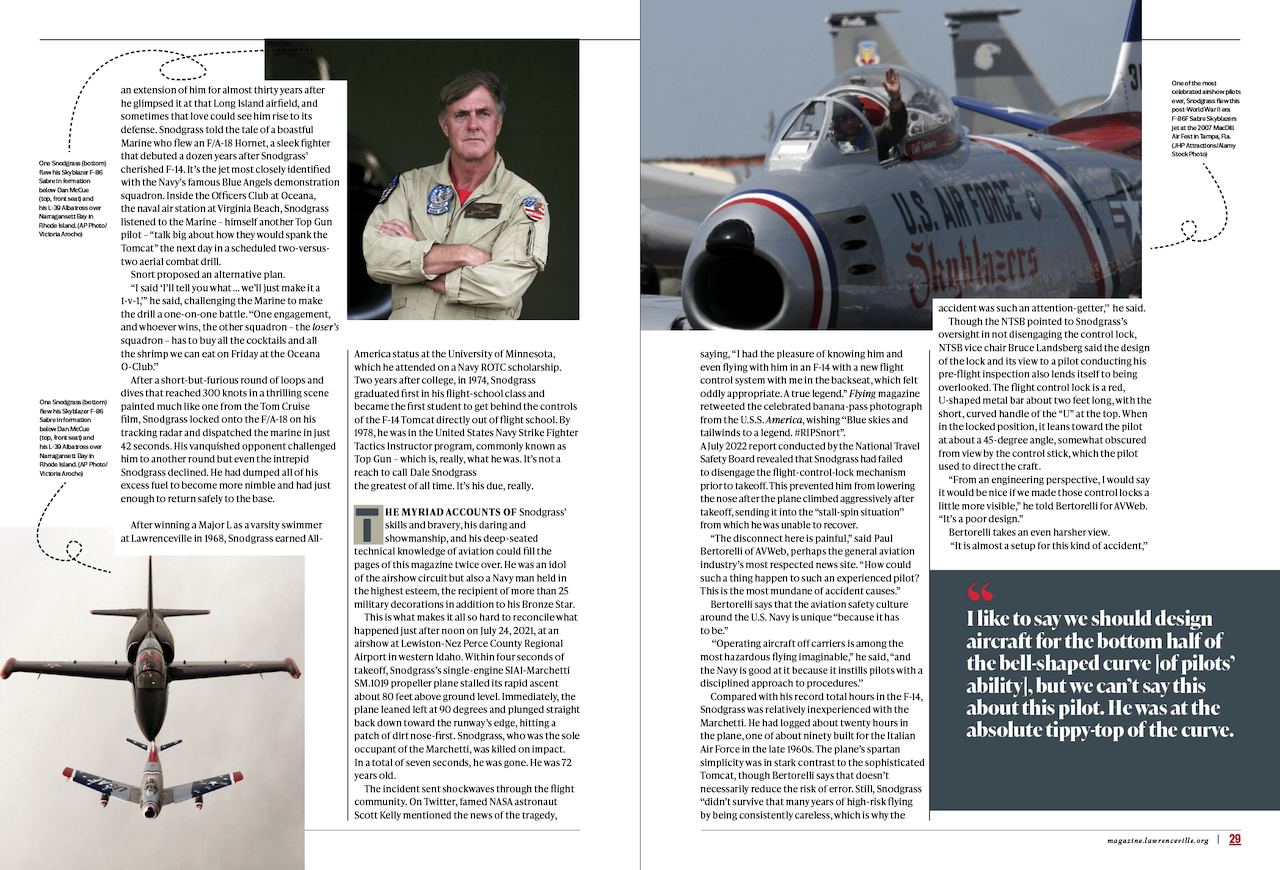 an extension of him for almost thirty years after
he glimpsed it at that Long Island airfield, and
sometimes that love could see him rise to its
defense. Snodgrass told the tale of a boastful
Marine who flew an F/A-18 Hornet, a sleek fighter
that debuted a dozen years after Snodgrass’
cherished F-14. It’s the jet most closely identified
with the Navy’s famous Blue Angels demonstration
squadron. Inside the Officers Club at Oceana,
the naval air station at Virginia Beach, Snodgrass
listened to the Marine – himself another Top Gun
pilot – “talk big about how they would spank the
Tomcat” the next day in a scheduled two-versus-
two aerial combat drill.
Snort proposed an alternative plan.
“I said ‘I’ll tell you what ... we’ll just make it a
1-v-1,’” he said, challenging the Marine to make
the drill a one-on-one battle. “One engagement,
and whoever wins, the other squadron – the loser’s
squadron – has to buy all the cocktails and all
the shrimp we can eat on Friday at the Oceana
O-Club.”
After a short-but-furious round of loops and
dives that reached 300 knots in a thrilling scene
painted much like one from the Tom Cruise
film, Snodgrass locked onto the F/A-18 on his
tracking radar and dispatched the marine in just
42 seconds. His vanquished opponent challenged
him to another round but even the intrepid
Snodgrass declined. He had dumped all of his
excess fuel to become more nimble and had just
enough to return safely to the base.
After winning a Major L as a varsity swimmer
at Lawrenceville in 1968, Snodgrass earned All-
One Snodgrass (bottom)
flew his Skyblazer F-86
Sabre in formation
below Dan McCue
(top, front seat) and
his L-39 Albatross over
Narragansett Bay in
Rhode Island. (AP Photo/
Victoria Arocho)
One Snodgrass (bottom)
flew his Skyblazer F-86
Sabre in formation
below Dan McCue
(top, front seat) and
his L-39 Albatross over
Narragansett Bay in
Rhode Island. (AP Photo/
Victoria Arocho)
USAF
America status at the University of Minnesota,
which he attended on a Navy ROTC scholarship.
Two years after college, in 1974, Snodgrass
graduated first in his flight-school class and
became the first student to get behind the controls
of the F-14 Tomcat directly out of flight school. By
1978, he was in the United States Navy Strike Fighter
Tactics Instructor program, commonly known as
Top Gun – which is, really, what he was. It’s not a
reach to call Dale Snodgrass
the greatest of all time. It’s his due, really.
THE MYRIAD ACCOUNTS OF Snodgrass’
skills and bravery, his daring and
showmanship, and his deep-seated
technical knowledge of aviation could fill the
pages of this magazine twice over. He was an idol
of the airshow circuit but also a Navy man held in
the highest esteem, the recipient of more than 25
military decorations in addition to his Bronze Star.
This is what makes it all so hard to reconcile what
happened just after noon on July 24, 2021, at an
airshow at Lewiston-Nez Perce County Regional
Airport in western Idaho. Within four seconds of
takeoff, Snodgrass’s single-engine SIAI-Marchetti
SM.1019 propeller plane stalled its rapid ascent
about 80 feet above ground level. Immediately, the
plane leaned left at 90 degrees and plunged straight
back down toward the runway’s edge, hitting a
patch of dirt nose-first. Snodgrass, who was the sole
occupant of the Marchetti, was killed on impact.
In a total of seven seconds, he was gone. He was 72
years old.
The incident sent shockwaves through the flight
community. On Twitter, famed NASA astronaut
Scott Kelly mentioned the news of the tragedy,
U.S. AIR FORCE
Skyblazers
31
One of the most
celebrated airshow pilots
ever, Snodgrass flew this
post-World War II era
F-86F Sabre Skyblazers
jet at the 2007 MacDill
Air Fest in Tampa, Fla.
(JHP Attractions/Alamy
Stock Photo)
saying, “I had the pleasure of knowing him and
even flying with him in an F-14 with a new flight
control system with me in the backseat, which felt
oddly appropriate. A true legend.” Flying magazine
retweeted the celebrated banana-pass photograph
from the U.S.S. America, wishing “Blue skies and
tailwinds to a legend. #RIPSnort”.
A July 2022 report conducted by the National Travel
Safety Board revealed that Snodgrass had failed
to disengage the flight-control-lock mechanism
prior to takeoff. This prevented him from lowering
the nose after the plane climbed aggressively after
takeoff, sending it into the “stall-spin situation”
from which he was unable to recover.
“The disconnect here is painful,” said Paul
Bertorelli of AVWeb, perhaps the general aviation
industry’s most respected news site. “How could
such a thing happen to such an experienced pilot?
This is the most mundane of accident causes.”
Bertorelli says that the aviation safety culture
around the U.S. Navy is unique “because it has
to be.”
“Operating aircraft off carriers is among the
most hazardous flying imaginable,” he said, “and
the Navy is good at it because it instills pilots with a
disciplined approach to procedures.”
Compared with his record total hours in the F-14,
Snodgrass was relatively inexperienced with the
Marchetti. He had logged about twenty hours in
the plane, one of about ninety built for the Italian
Air Force in the late 1960s. The plane’s spartan
simplicity was in stark contrast to the sophisticated
Tomcat, though Bertorelli says that doesn’t
necessarily reduce the risk of error. Still, Snodgrass
“didn’t survive that many years of high-risk flying
by being consistently careless, which is why the
accident was such an attention-getter,” he said.
Though the NTSB pointed to Snodgrass’s
oversight in not disengaging the control lock,
NTSB vice chair Bruce Landsberg said the design
of the lock and its view to a pilot conducting his
pre-flight inspection also lends itself to being
overlooked. The flight control lock is a red,
U-shaped metal bar about two feet long, with the
short, curved handle of the “U” at the top. When
in the locked position, it leans toward the pilot
at about a 45-degree angle, somewhat obscured
from view by the control stick, which the pilot
used to direct the craft.
“From an engineering perspective, I would say
it would be nice if we made those control locks a
little more visible,” he told Bertorelli for AVWeb.
“It’s a poor design.”
Bertorelli takes an even harsher view.
“It is almost a setup for this kind of accident,”
“
I like to say we should design
aircraft for the bottom half of
the bell-shaped curve [of pilots’
ability], but we can’t say this
about this pilot. He was at the
absolute tippy-top of the curve.
magazine.lawrenceville.org | 29